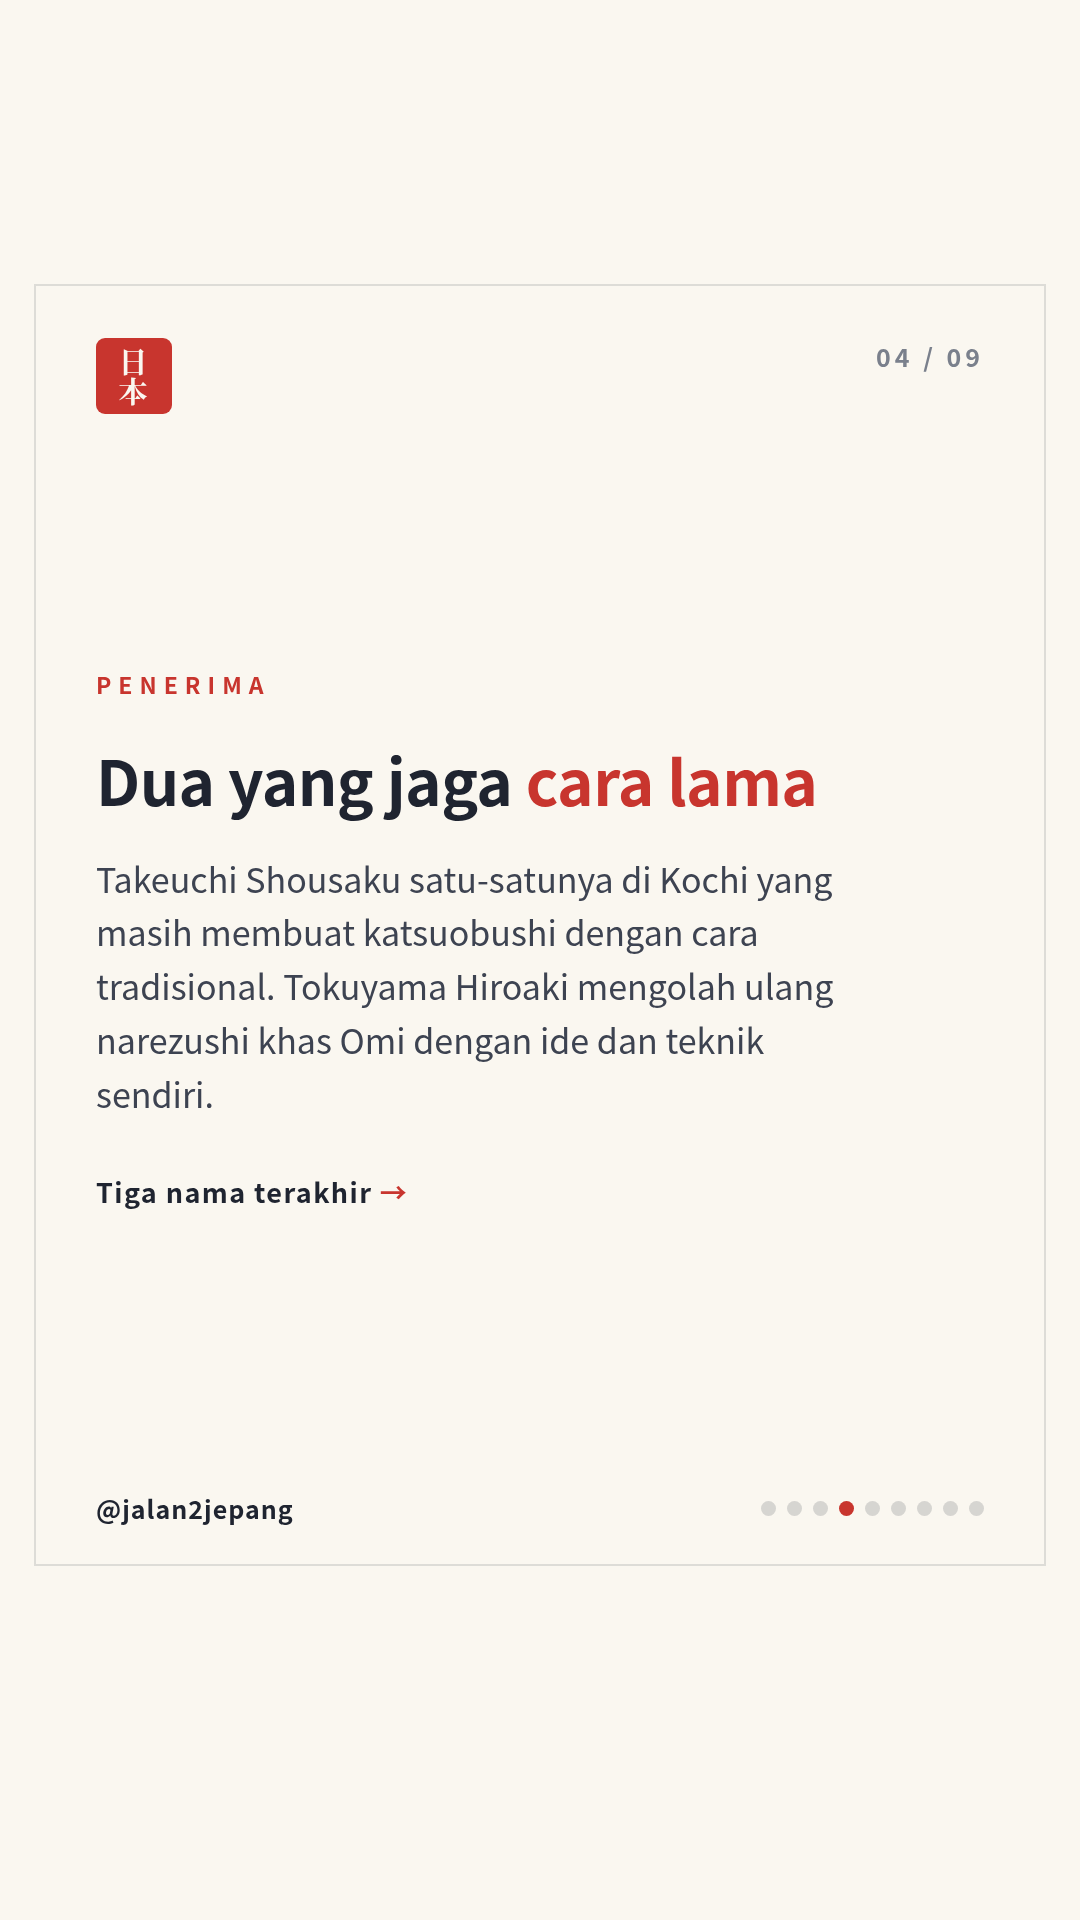 日本
04 / 09
PENERIMA
Dua yang jaga cara lama
Takeuchi Shousaku satu-satunya di Kochi yang
masih membuat katsuobushi dengan cara
tradisional. Tokuyama Hiroaki mengolah ulang
narezushi khas Omi dengan ide dan teknik
sendiri.
Tiga nama terakhir →
@jalan2jepang